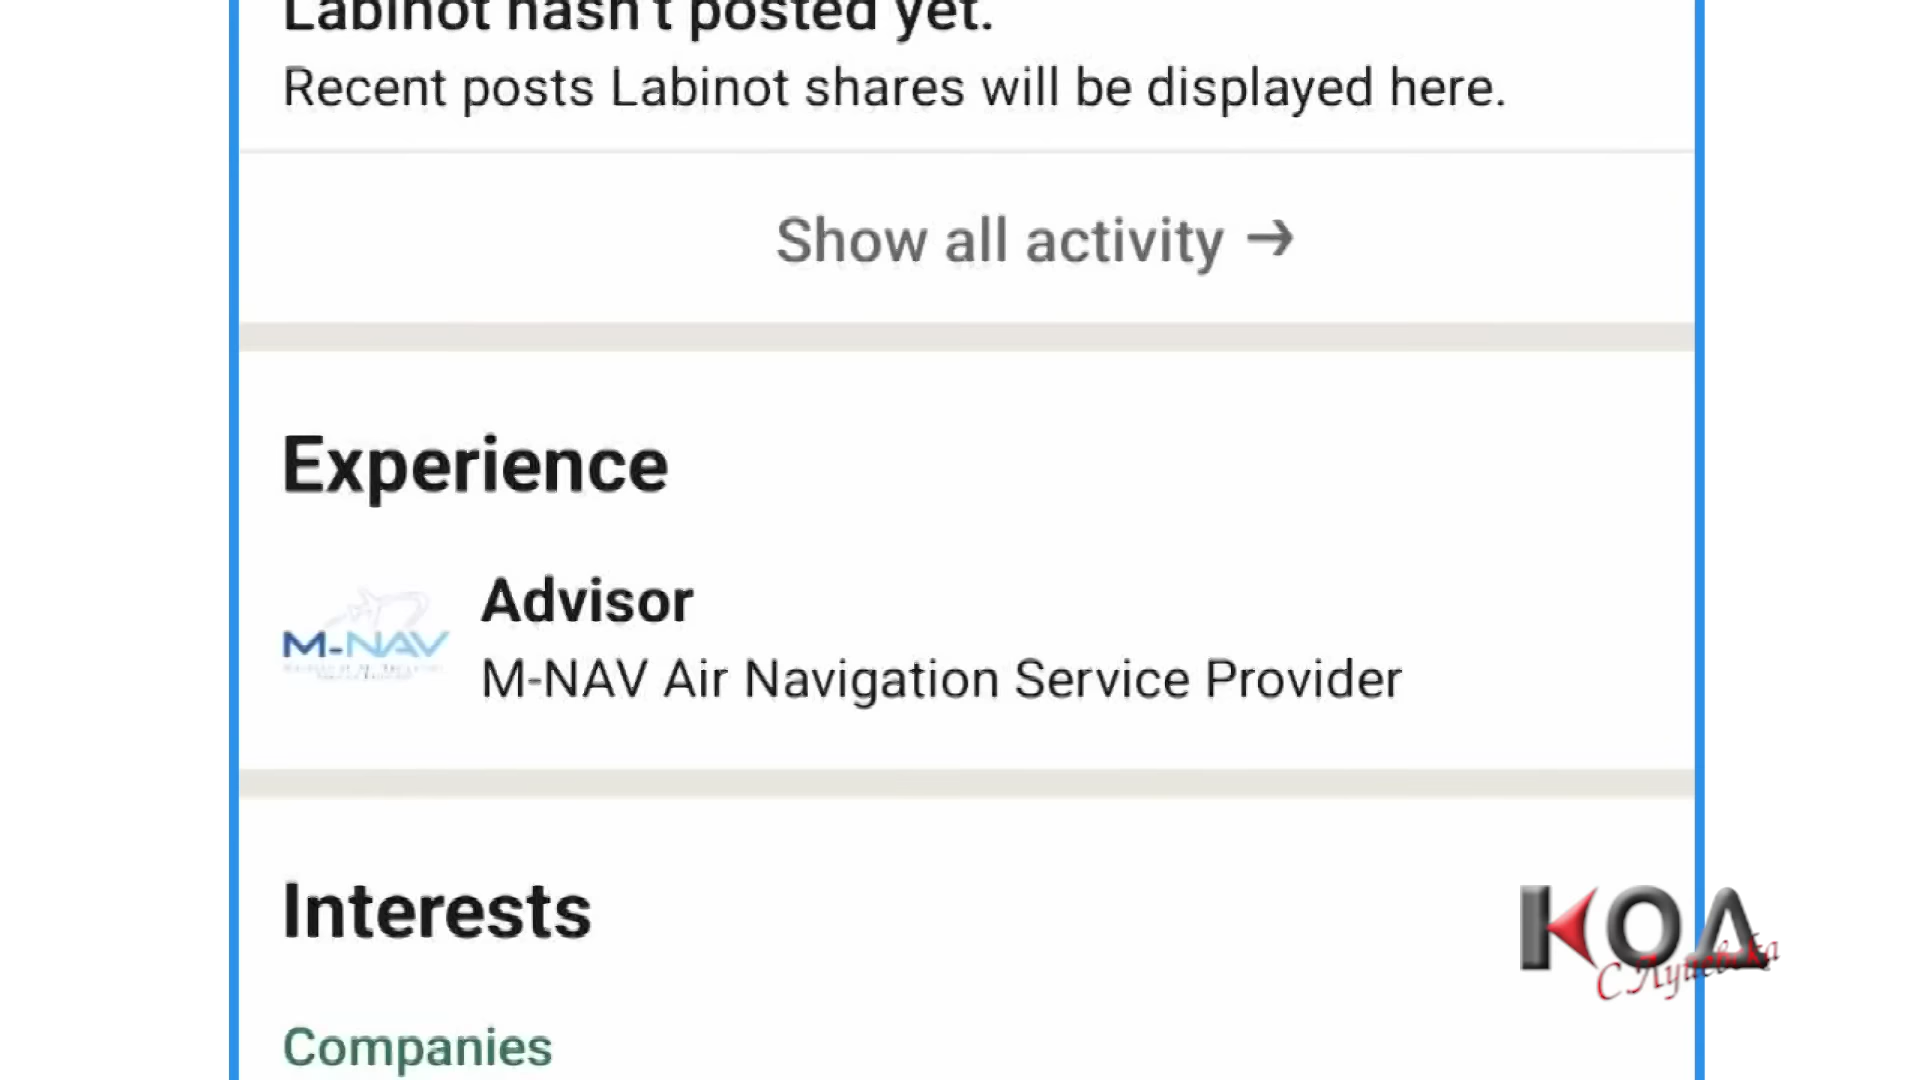 Labinot hasn't posted yet.
Recent posts Labinot shares will be displayed here.
Show all activity →
Experience
Advisor
M-NAV
M-NAV Air Navigation Service Provider
Interests
Companies
КОД